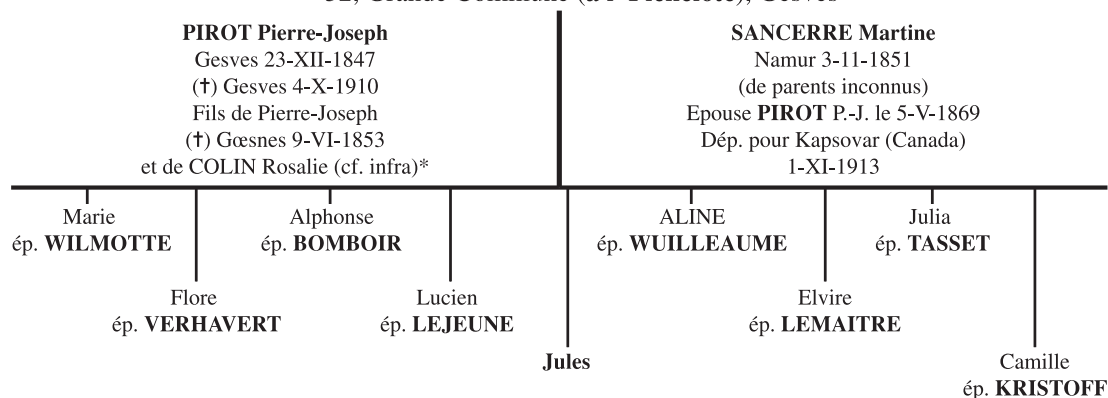 PIROT Pierre-Joseph
Gesves 23-XII-1847
(†) Gesves 4-X-1910
Fils de Pierre-Joseph
(†) Gœsnes 9-VI-1853
et de COLIN Rosalie (cf. infra)*
SANCERRE Martine
Namur 3-11-1851
(de parents inconnus)
Epouse PIROT P.-J. le 5-V-1869
Dép. pour Kapsovar (Canada)
1-XI-1913
Marie
ép. WILMOTTE
Flore
ép. VERHAVERT
Alphonse
ép. BOMBOIR
Lucien
ép. LEJEUNE
Jules
ALINE
ép. WUILLEAUME
Elvire
ép. LEMAITRE
Julia
ép. TASSET
Camille
ép. KRISTOFF